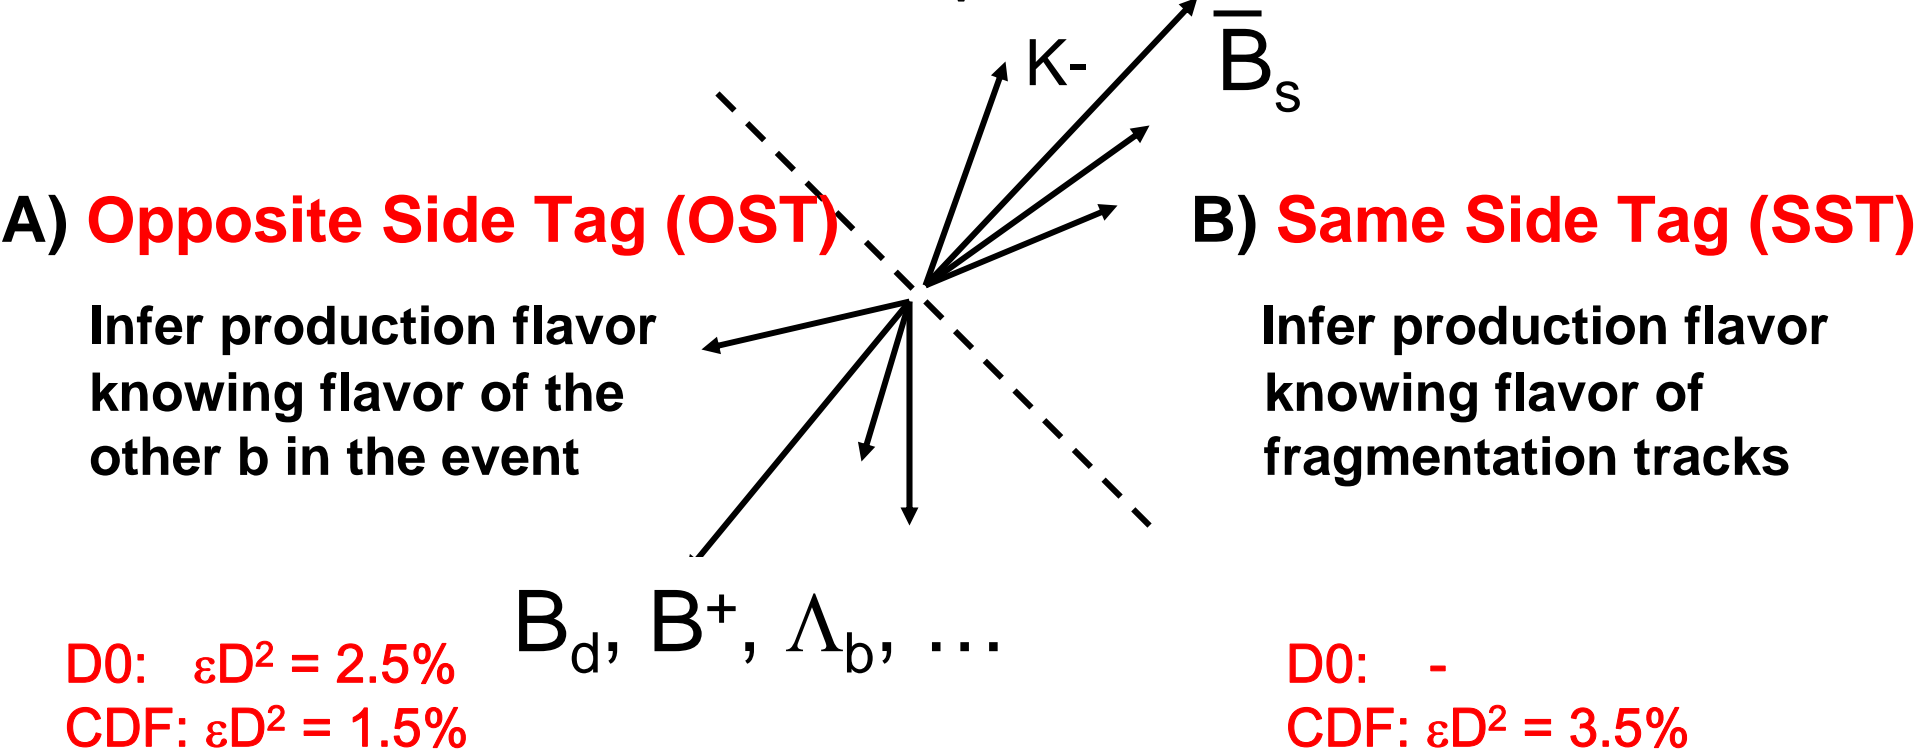 K-
B̅s
A) Opposite Side Tag (OST)
Infer production flavor
knowing flavor of the
other b in the event
B) Same Side Tag (SST)
Infer production flavor
knowing flavor of
fragmentation tracks
Bd, B⁺, Λb, …
D0: εD² = 2.5%
CDF: εD² = 1.5%
D0: -
CDF: εD² = 3.5%